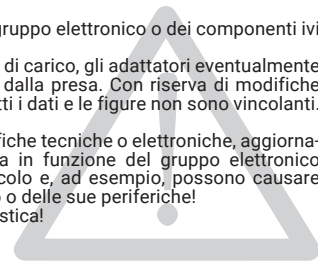 gruppo elettronico o dei componenti ivi
di carico, gli adattatori eventualmente
dalla presa. Con riserva di modifiche
tti i dati e le figure non sono vincolanti.
fiche tecniche o elettroniche, aggiorna-
a in funzione del gruppo elettronico
colo e, ad esempio, possono causare
o delle sue periferiche!
stica!